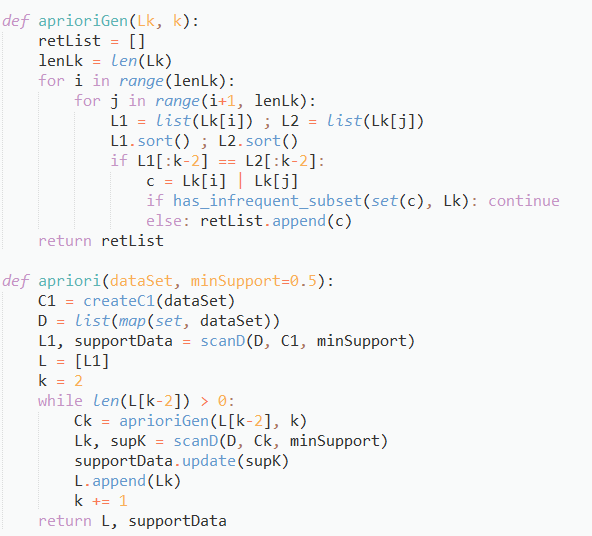 def aprioriGen(Lk, k):
    retList = []
    lenLk = len(Lk)
    for i in range(lenLk):
        for j in range(i+1, lenLk):
            L1 = list(Lk[i]) ; L2 = list(Lk[j])
            L1.sort() ; L2.sort()
            if L1[:k-2] == L2[:k-2]:
                c = Lk[i] | Lk[j]
                if has_infrequent_subset(set(c), Lk): continue
                else: retList.append(c)
    return retList

def apriori(dataSet, minSupport=0.5):
    C1 = createC1(dataSet)
    D = list(map(set, dataSet))
    L1, supportData = scanD(D, C1, minSupport)
    L = [L1]
    k = 2
    while len(L[k-2]) > 0:
        Ck = aprioriGen(L[k-2], k)
        Lk, supK = scanD(D, Ck, minSupport)
        supportData.update(supK)
        L.append(Lk)
        k += 1
    return L, supportData